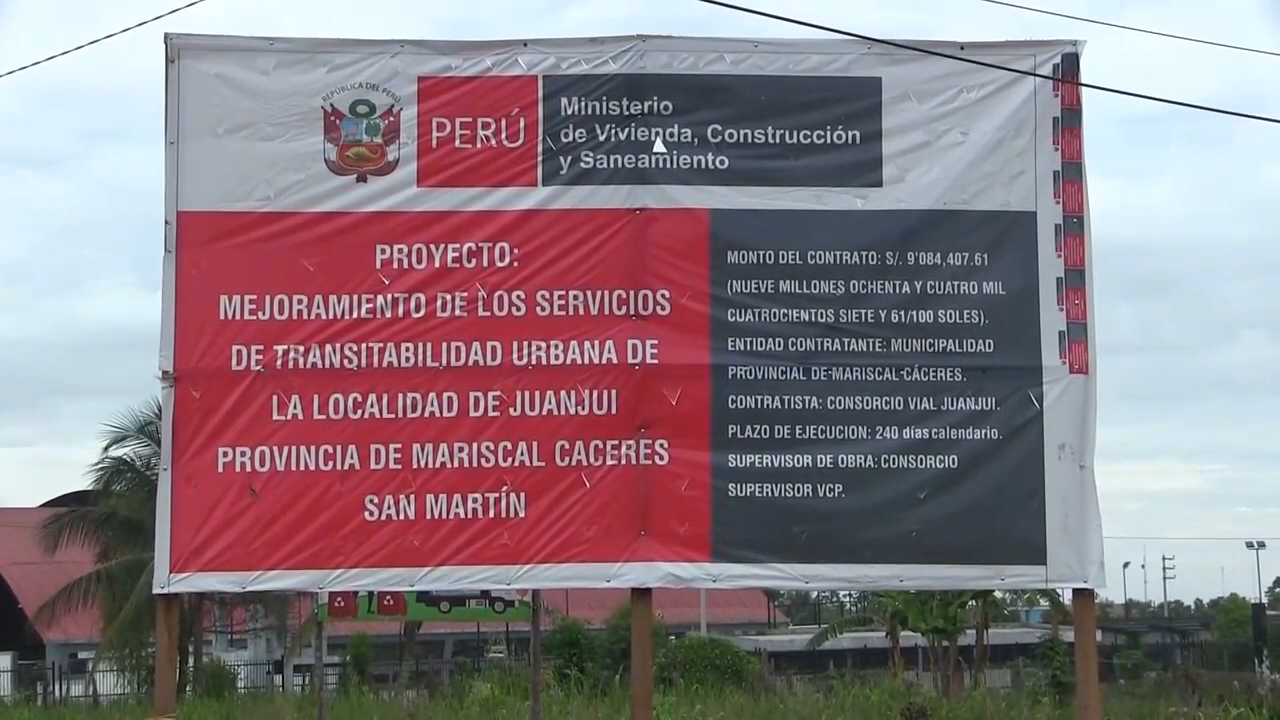 REPÚBLICA DEL PERÚ
PERÚ
Ministerio
de Vivienda, Construcción
y Saneamiento
PROYECTO:
MEJORAMIENTO DE LOS SERVICIOS
DE TRANSITABILIDAD URBANA DE
LA LOCALIDAD DE JUANJUI
PROVINCIA DE MARISCAL CACERES
SAN MARTÍN
MONTO DEL CONTRATO: S/. 9'084,407.61
(NUEVE MILLONES OCHENTA Y CUATRO MIL
CUATROCIENTOS SIETE Y 61/100 SOLES).
ENTIDAD CONTRATANTE: MUNICIPALIDAD
PROVINCIAL DE MARISCAL CÁCERES.
CONTRATISTA: CONSORCIO VIAL JUANJUI.
PLAZO DE EJECUCION: 240 días calendario.
SUPERVISOR DE OBRA: CONSORCIO
SUPERVISOR VCP.